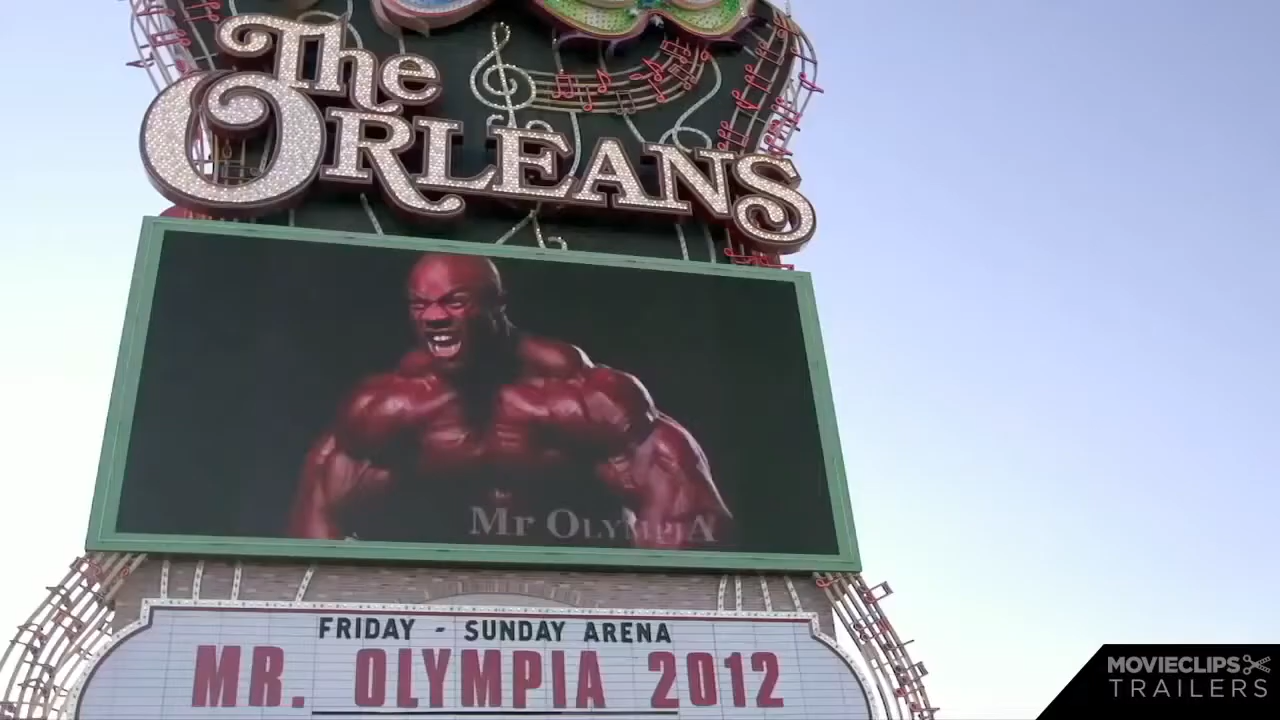 The
ORLEANS
Mr OLYMPIA
FRIDAY - SUNDAY ARENA
MR. OLYMPIA 2012
MOVIECLIPS
TRAILERS